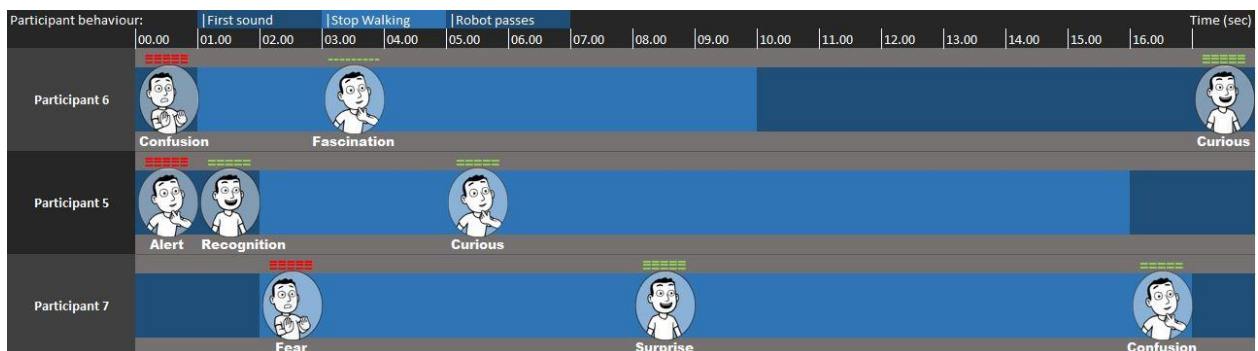 Participant behaviour: |First sound |Stop Walking |Robot passes Time (sec)
|00.00 |01.00 |02.00 |03.00 |04.00 |05.00 |06.00 |07.00 |08.00 |09.00 |10.00 |11.00 |12.00 |13.00 |14.00 |15.00 |16.00 |
Participant 6
Confusion Fascination Curious
Participant 5
Alert Recognition Curious
Participant 7
Fear Surprise Confusion